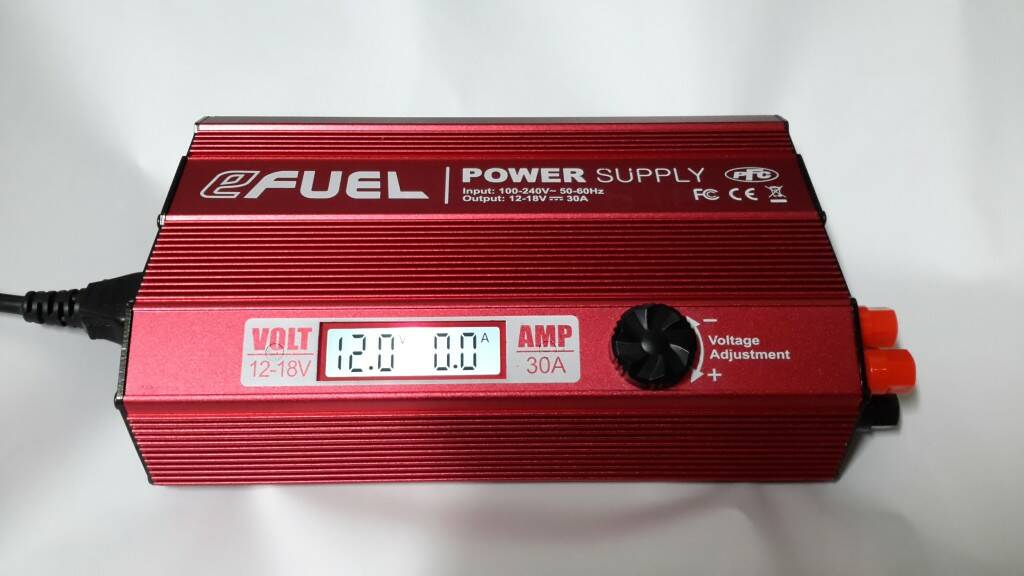 eFUEL
POWER SUPPLY
Input: 100-240V~ 50-60Hz
Output: 12-18V⎓ 30A
PFC
FC CE
VOLT
12-18V
12.0 V 0.0 A
AMP
30A
−
Voltage
Adjustment
+